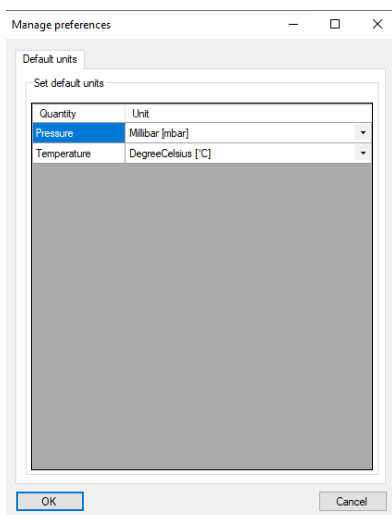 Manage preferences
Default units
Set default units
Quantity Unit
Pressure Millibar [mbar]
Temperature DegreeCelsius [°C]
OK Cancel